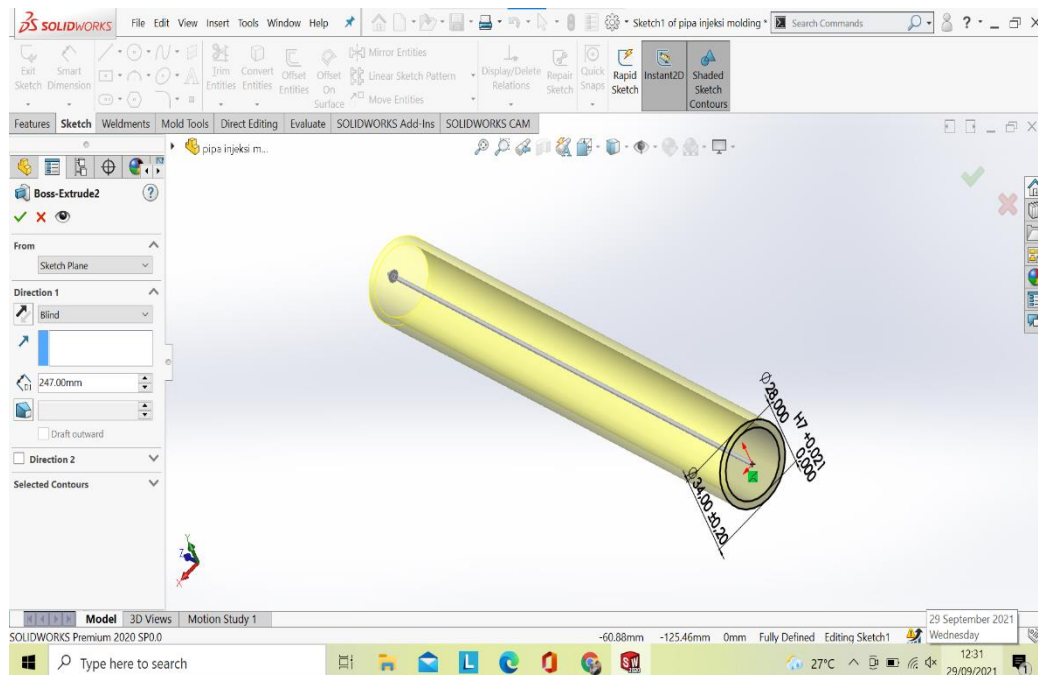 SOLIDWORKS File Edit View Insert Tools Window Help Sketch1 of pipa injeksi molding * Search Commands ?
Exit Sketch Smart Dimension Trim Entities Convert Entities Offset Entities Offset On Surface Mirror Entities Linear Sketch Pattern Move Entities Display/Delete Relations Repair Sketch Quick Snaps Rapid Sketch Instant2D Shaded Sketch Contours
Features Sketch Weldments Mold Tools Direct Editing Evaluate SOLIDWORKS Add-Ins SOLIDWORKS CAM
pipa injeksi m...
Boss-Extrude2 ?
From
Sketch Plane
Direction 1
Blind
D1 247.00mm
Draft outward
Direction 2
Selected Contours
Ø28,000 H7 +0,021 0,000
Ø34,00 ±0,20
Y
Z
X
Model 3D Views Motion Study 1
29 September 2021
Wednesday
SOLIDWORKS Premium 2020 SP0.0 -60.88mm -125.46mm 0mm Fully Defined Editing Sketch1
Type here to search L SW 27°C 12:31
29/09/2021 1